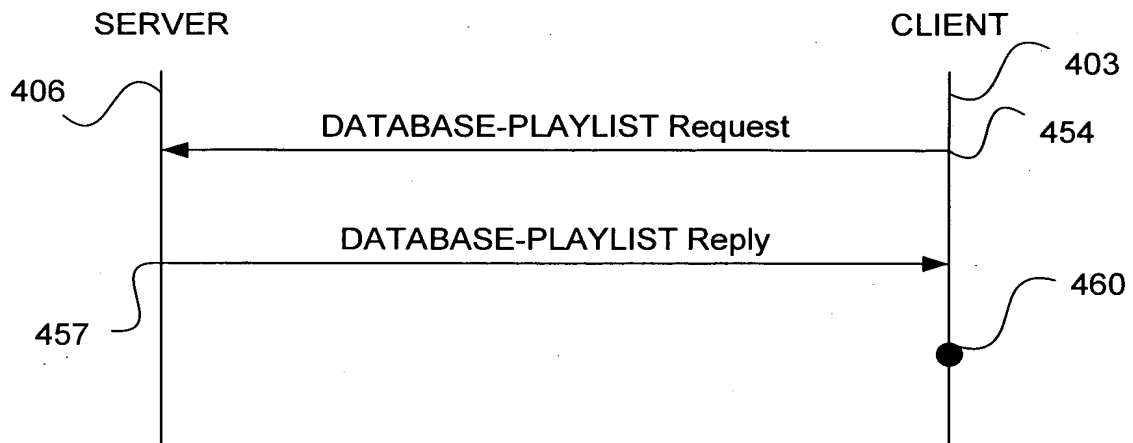 SERVER
CLIENT
406
403
DATABASE-PLAYLIST Request
454
DATABASE-PLAYLIST Reply
457
460